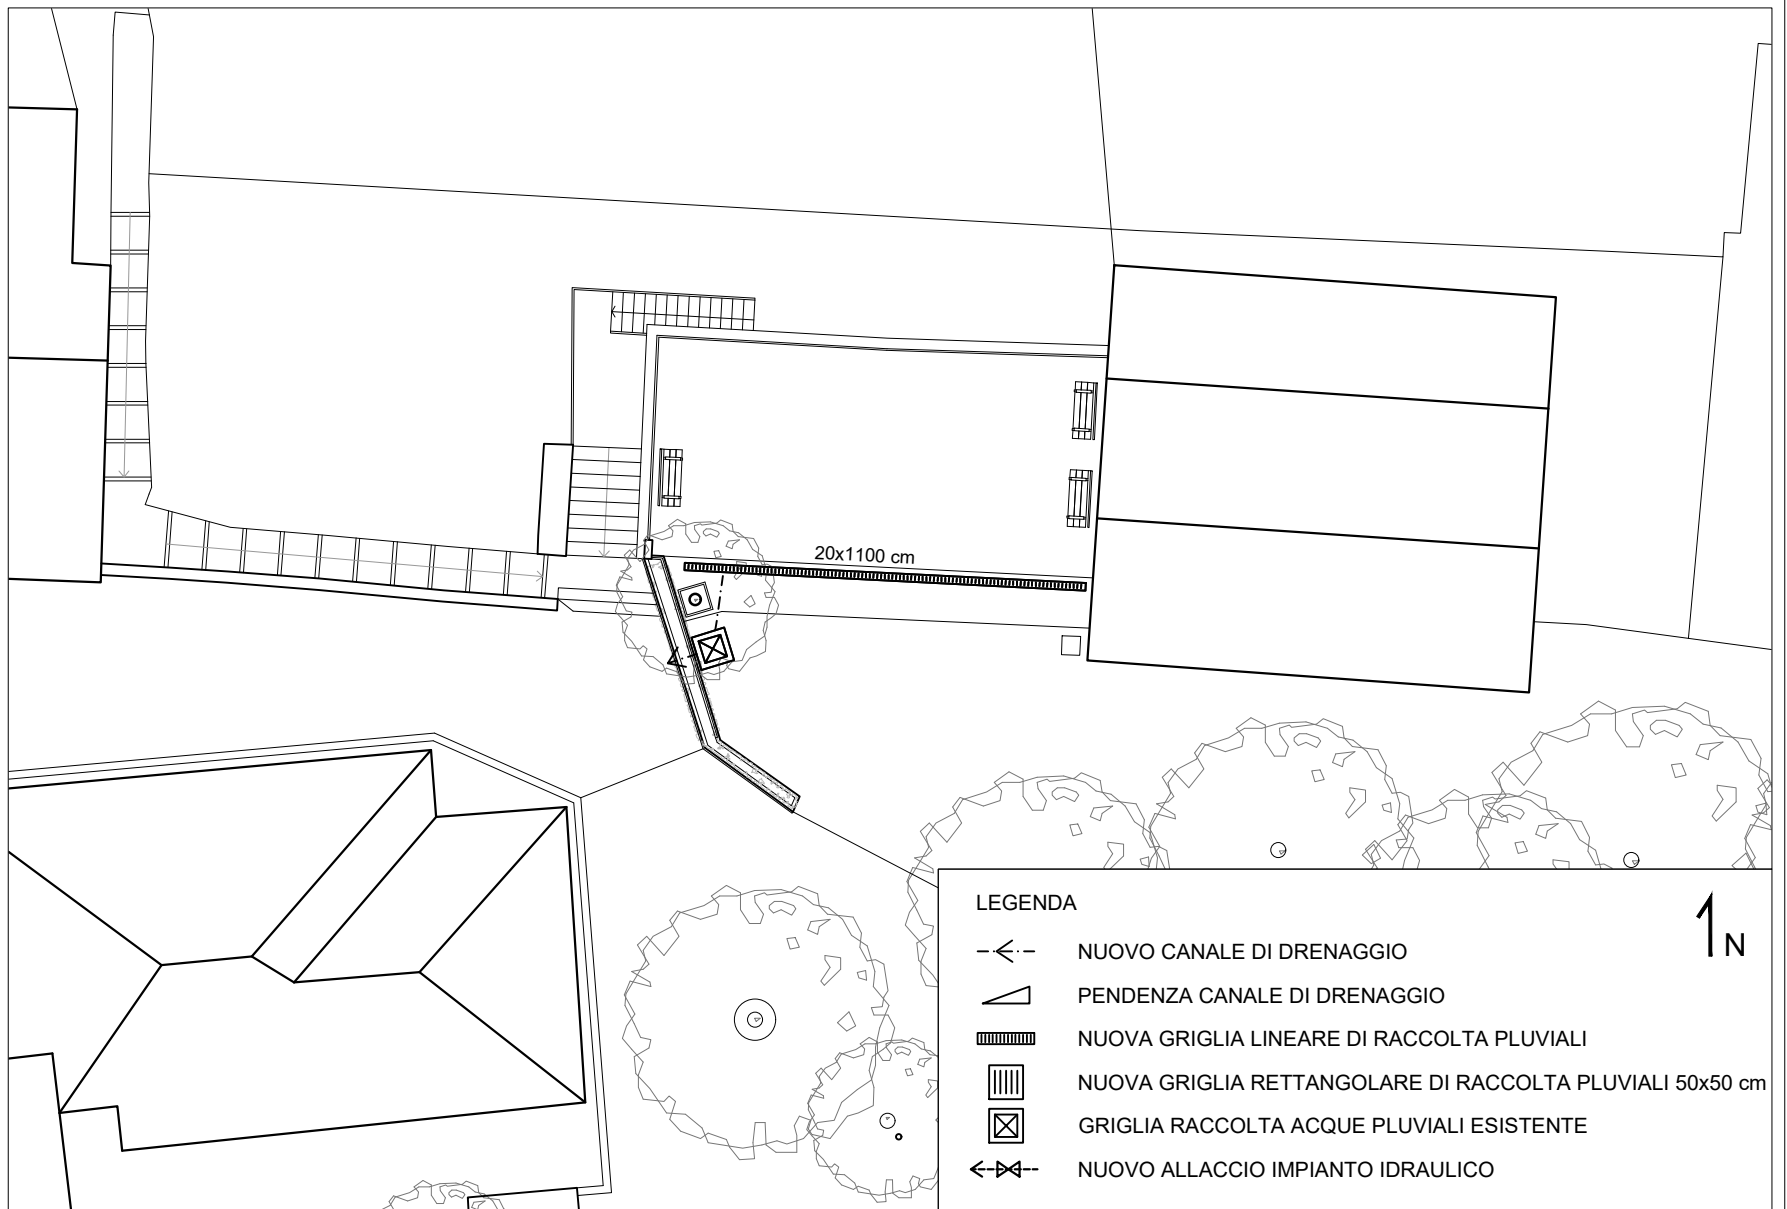 20x1100 cm
LEGENDA
N
NUOVO CANALE DI DRENAGGIO
PENDENZA CANALE DI DRENAGGIO
NUOVA GRIGLIA LINEARE DI RACCOLTA PLUVIALI
NUOVA GRIGLIA RETTANGOLARE DI RACCOLTA PLUVIALI 50x50 cm
GRIGLIA RACCOLTA ACQUE PLUVIALI ESISTENTE
NUOVO ALLACCIO IMPIANTO IDRAULICO